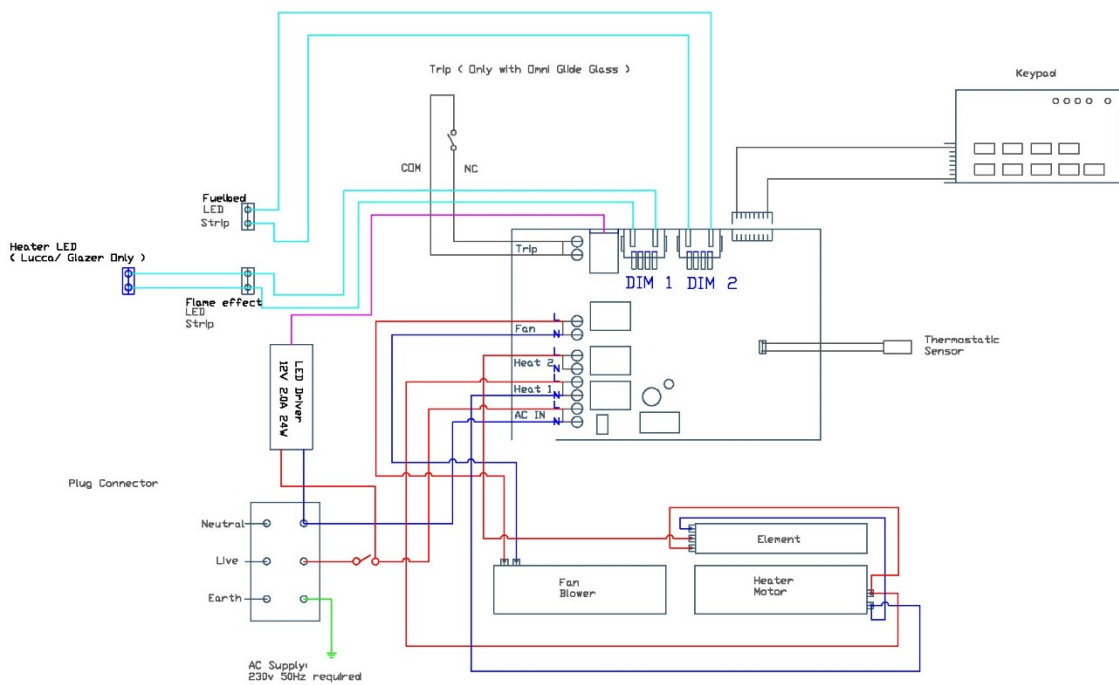 Trip ( Only with Omni Glide Glass )
Keypad
COM
NC
Fuelbed
LED
Strip
Heater LED
( Lucca/ Glazer Only )
Trip
DIM 1
DIM 2
Flame effect
LED
Strip
L
Fan
N
Thermostatic
Sensor
L
Heat 2
N
L
Heat 1
N
L
AC IN
N
LED Driver
12V 2.0A 24W
Plug Connector
Neutral
Live
Earth
Element
Fan
Blower
Heater
Motor
AC Supply:
230v 50Hz required